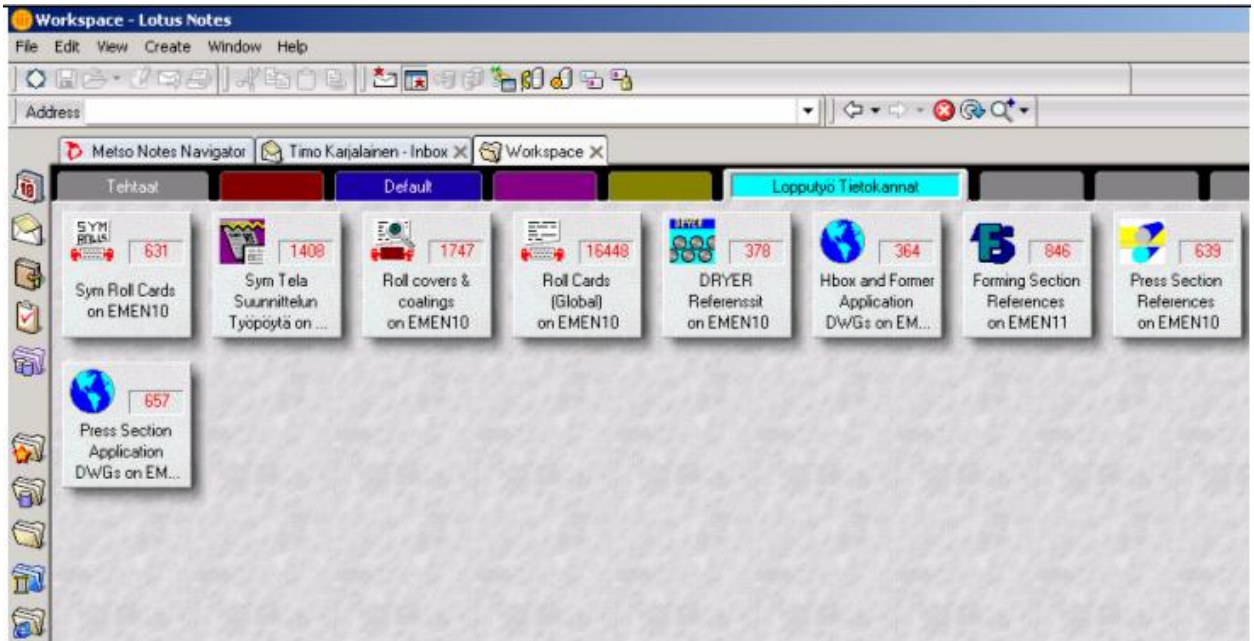 Workspace - Lotus Notes
File Edit View Create Window Help
Address
Metso Notes Navigator Timo Karjalainen - Inbox Workspace
Tehtaat Default Lopputyö Tietokannat
SYM
ROLLS
631
Sym Roll Cards
on EMEN10
1408
Sym Tela
Suunnittelun
Työpöytä on ...
1747
Roll covers &
coatings
on EMEN10
16448
Roll Cards
(Global)
on EMEN10
DRYER
378
DRYER
Referenssit
on EMEN10
364
Hbox and Former
Application
DWGs on EM...
FS
846
Forming Section
References
on EMEN11
639
Press Section
References
on EMEN10
657
Press Section
Application
DWGs on EM...